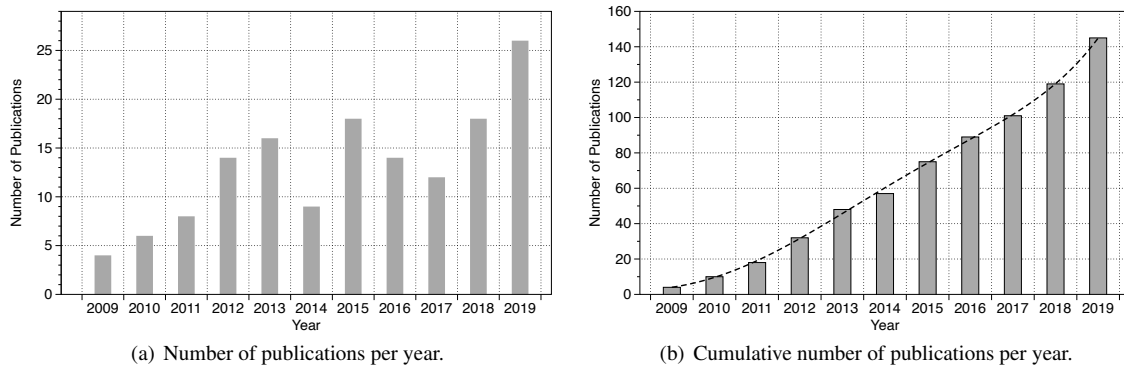 Number of Publications
25
20
15
10
5
0
2009 2010 2011 2012 2013 2014 2015 2016 2017 2018 2019
Year
(a) Number of publications per year.
Number of Publications
160
140
120
100
80
60
40
20
0
2009 2010 2011 2012 2013 2014 2015 2016 2017 2018 2019
Year
(b) Cumulative number of publications per year.